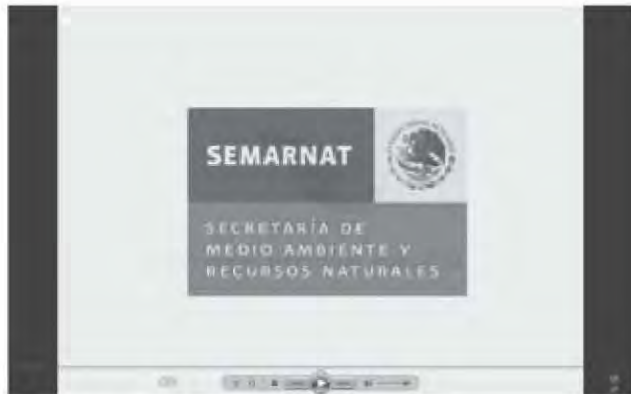 SEMARNAT
SECRETARÍA DE
MEDIO AMBIENTE Y
RECURSOS NATURALES